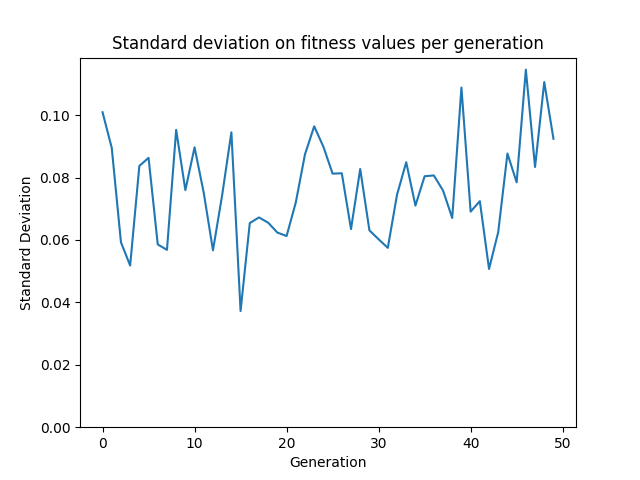 Standard deviation on fitness values per generation
Standard Deviation
0.10
0.08
0.06
0.04
0.02
0.00
0 10 20 30 40 50
Generation